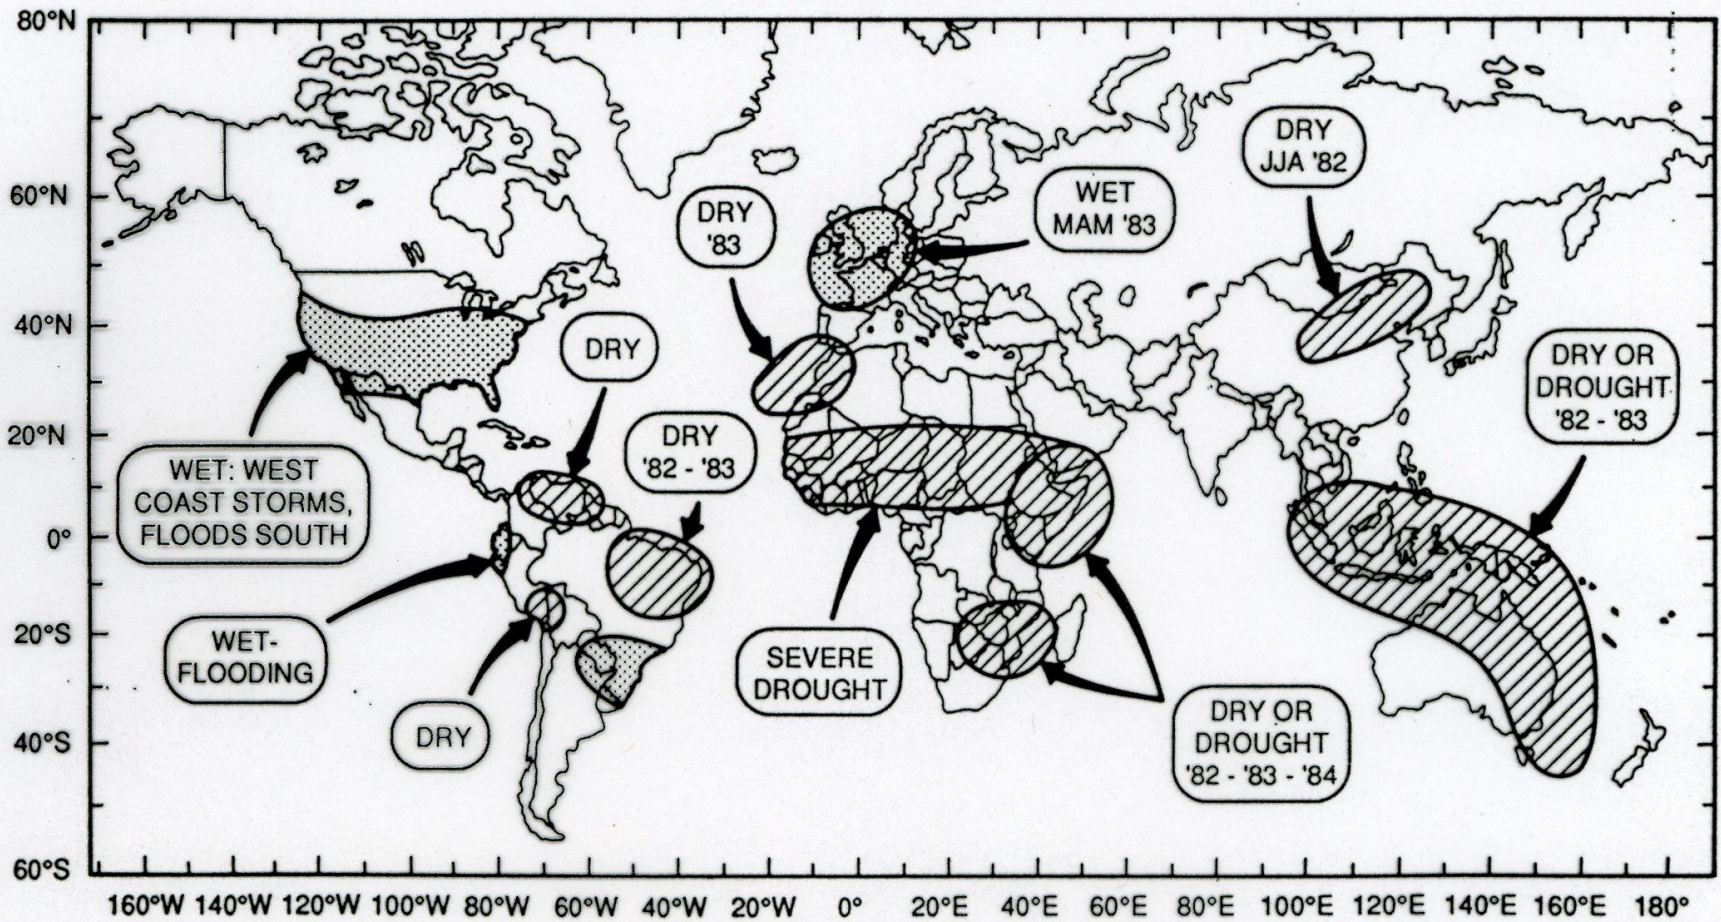 80°N
60°N
40°N
20°N
0°
20°S
40°S
60°S
160°W 140°W 120°W 100°W 80°W 60°W 40°W 20°W 0° 20°E 40°E 60°E 80°E 100°E 120°E 140°E 160°E 180°
DRY
JJA '82
WET
MAM '83
DRY
'83
DRY
DRY OR
DROUGHT
'82 - '83
DRY
'82 - '83
WET: WEST
COAST STORMS,
FLOODS SOUTH
WET-
FLOODING
DRY
SEVERE
DROUGHT
DRY OR
DROUGHT
'82 - '83 - '84